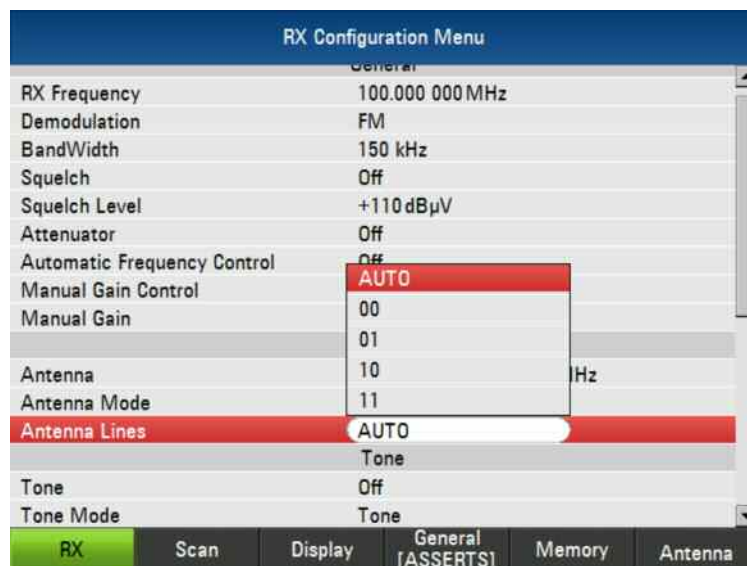 RX Configuration Menu
General
RX Frequency 100.000 000 MHz
Demodulation FM
BandWidth 150 kHz
Squelch Off
Squelch Level +110 dBµV
Attenuator Off
Automatic Frequency Control Off
Manual Gain Control AUTO
Manual Gain 00
01
Antenna 10 Hz
Antenna Mode 11
Antenna Lines AUTO
Tone
Tone Off
Tone Mode Tone
RX Scan Display General [ASSERTS] Memory Antenna